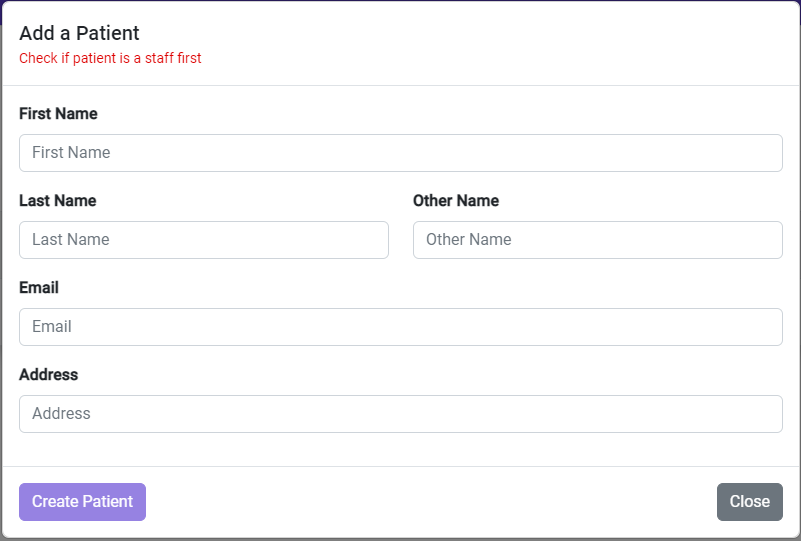 Add a Patient
Check if patient is a staff first
First Name
First Name
Last Name Other Name
Last Name Other Name
Email
Email
Address
Address
Create Patient Close